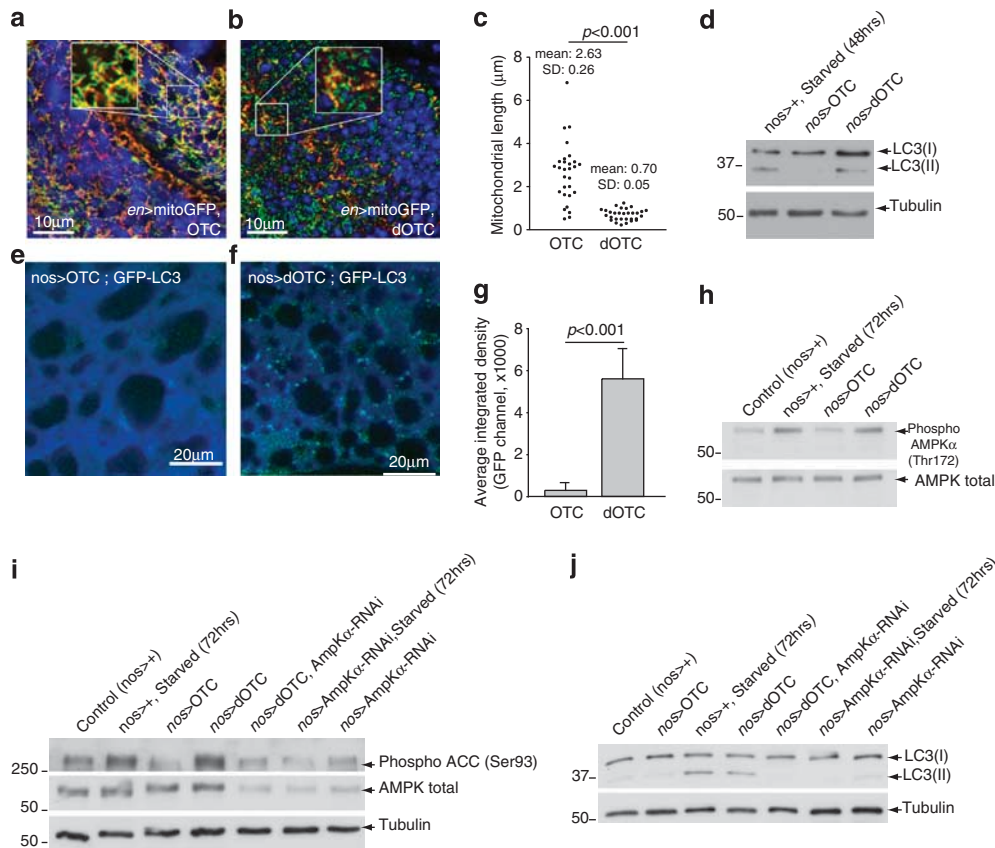 a
en>mitoGFP,
OTC
10μm
b
en>mitoGFP,
dOTC
10μm
c
p<0.001
mean: 2.63
SD: 0.26
mean: 0.70
SD: 0.05
Mitochondrial length (μm)
8
6
4
2
0
OTC dOTC
d
nos>+, Starved (48hrs)
nos>OTC
nos>dOTC
37
LC3(I)
LC3(II)
50
Tubulin
e
nos>OTC ; GFP-LC3
20μm
f
nos>dOTC ; GFP-LC3
20μm
g
p<0.001
Average integrated density
(GFP channel, x1000)
8
6
4
2
0
OTC dOTC
h
Control (nos>+)
nos>+, Starved (72hrs)
nos>OTC
nos>dOTC
50
Phospho
AMPKα
(Thr172)
50
AMPK total
i
Control (nos>+)
nos>+, Starved (72hrs)
nos>OTC
nos>dOTC
nos>dOTC, AmpKα-RNAi
nos>AmpKα-RNAi,Starved (72hrs)
nos>AmpKα-RNAi
250
Phospho ACC (Ser93)
50
AMPK total
50
Tubulin
j
Control (nos>+)
nos>OTC
nos>+, Starved (72hrs)
nos>dOTC
nos>dOTC, AmpKα-RNAi
nos>AmpKα-RNAi,Starved (72hrs)
nos>AmpKα-RNAi
37
LC3(I)
LC3(II)
50
Tubulin